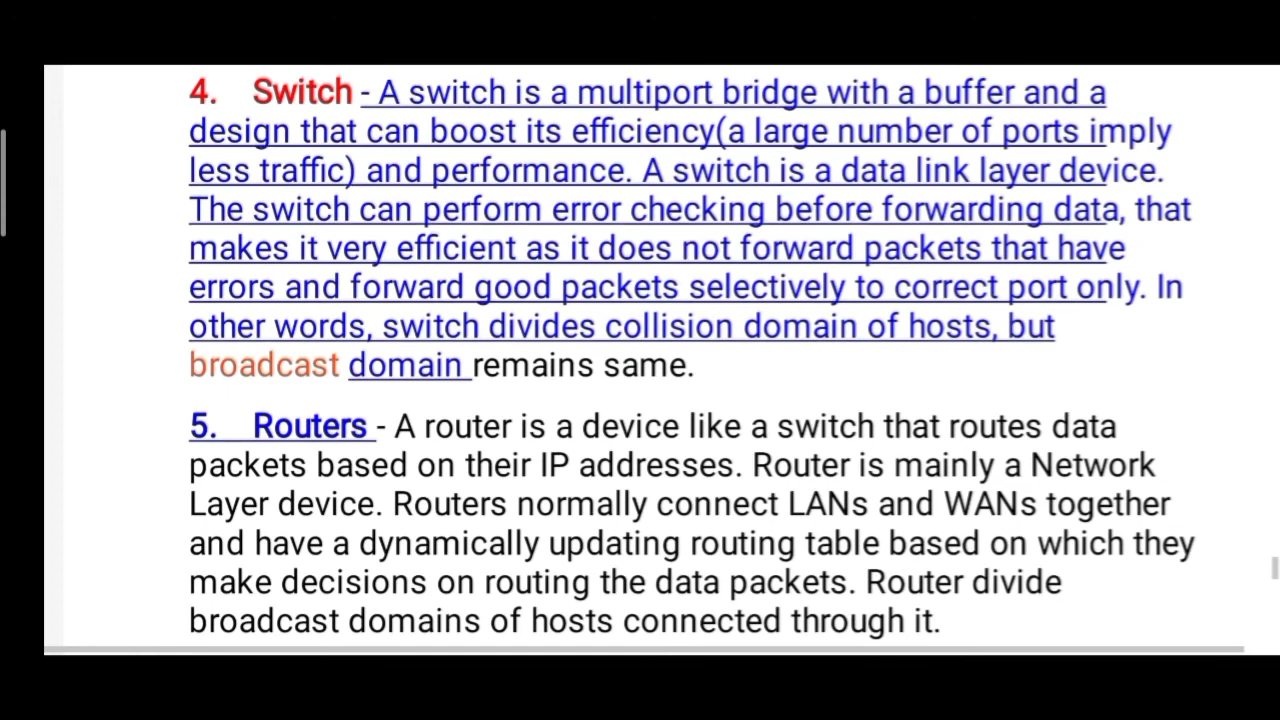 4. Switch - A switch is a multiport bridge with a buffer and a
design that can boost its efficiency(a large number of ports imply
less traffic) and performance. A switch is a data link layer device.
The switch can perform error checking before forwarding data, that
makes it very efficient as it does not forward packets that have
errors and forward good packets selectively to correct port only. In
other words, switch divides collision domain of hosts, but
broadcast domain remains same.
5. Routers - A router is a device like a switch that routes data
packets based on their IP addresses. Router is mainly a Network
Layer device. Routers normally connect LANs and WANs together
and have a dynamically updating routing table based on which they
make decisions on routing the data packets. Router divide
broadcast domains of hosts connected through it.